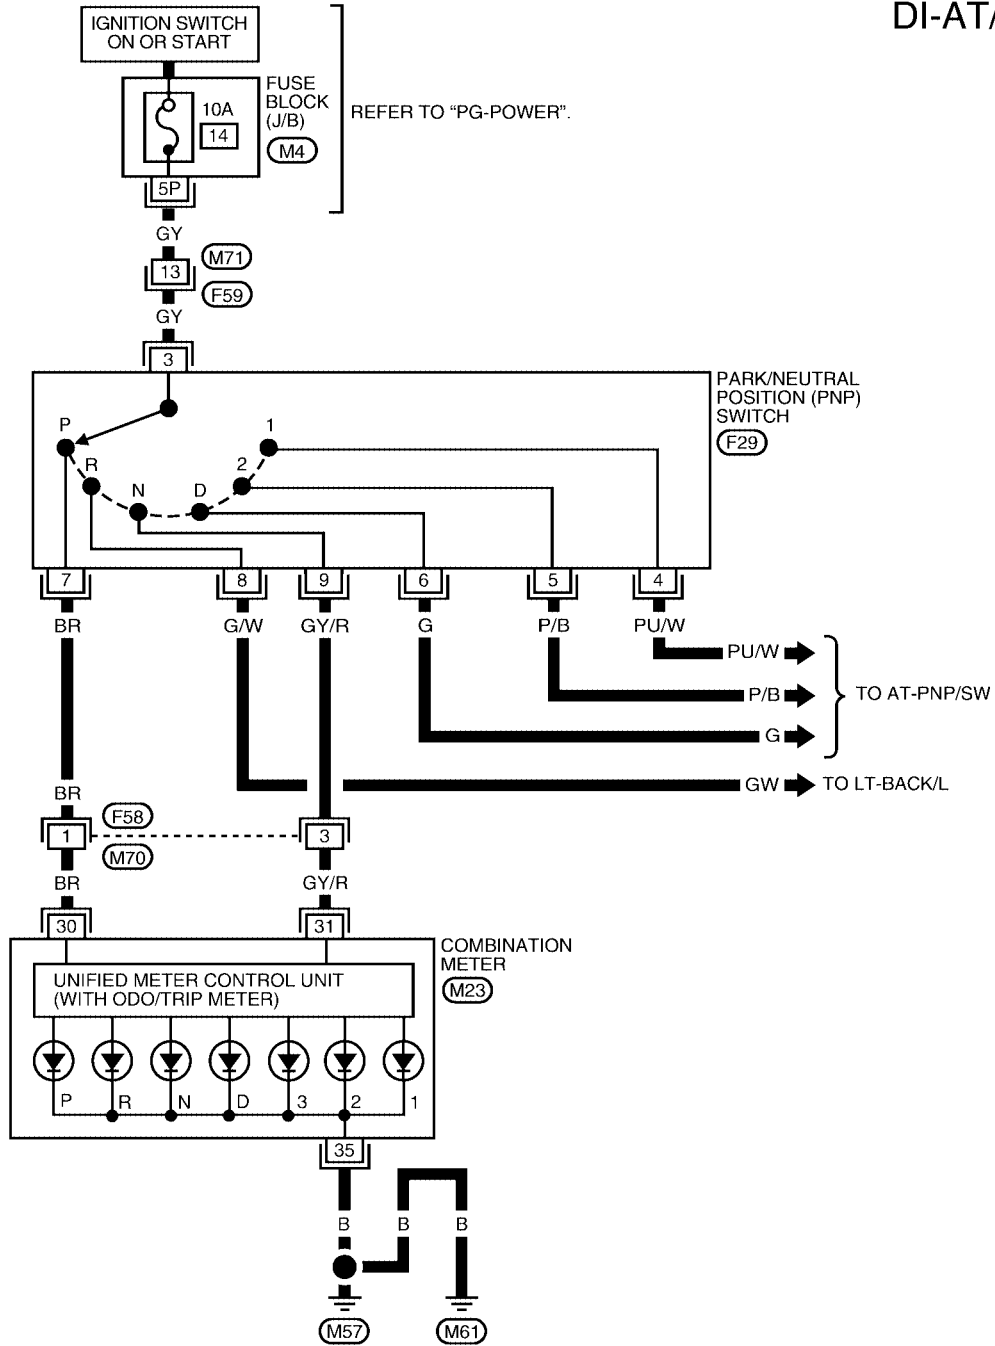 DI-AT/
IGNITION SWITCH
ON OR START
FUSE
BLOCK
(J/B)
10A
14
M4
REFER TO “PG-POWER”.
5P
GY
M71
13
F59
GY
3
PARK/NEUTRAL
POSITION (PNP)
SWITCH
F29
P
R
N
D
2
1
7
8
9
6
5
4
BR
G/W
GY/R
G
P/B
PU/W
PU/W
P/B
G
TO AT-PNP/SW
GW
TO LT-BACK/L
BR
F58
1
3
M70
BR
GY/R
30
31
COMBINATION
METER
M23
UNIFIED METER CONTROL UNIT
(WITH ODO/TRIP METER)
P
R
N
D
3
2
1
35
B
B
B
M57
M61